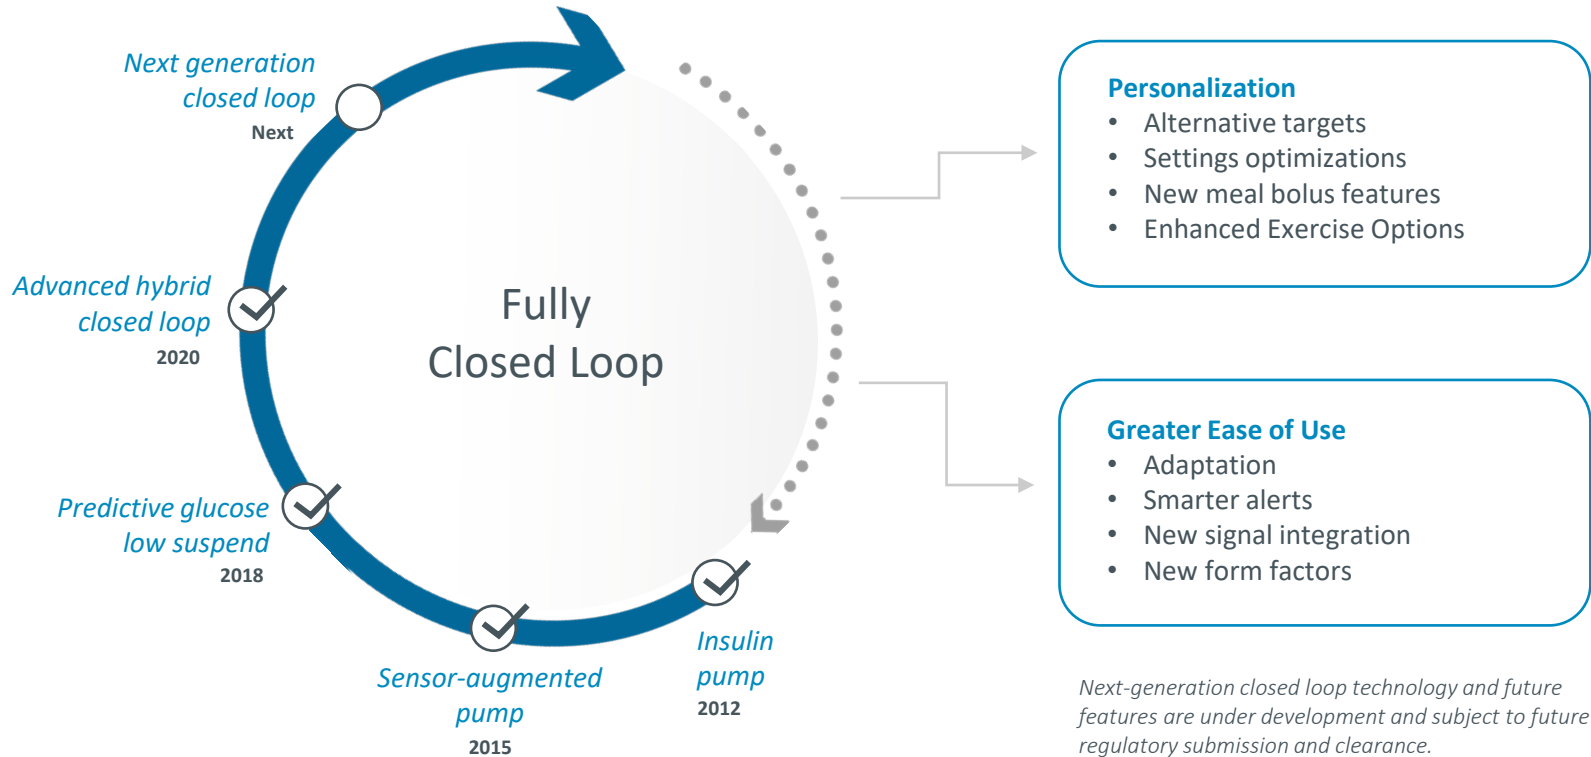 Next generation
closed loop
Next
Advanced hybrid
closed loop
2020
Predictive glucose
low suspend
2018
Sensor-augmented
pump
2015
Insulin
pump
2012
Fully
Closed Loop
Personalization
• Alternative targets
• Settings optimizations
• New meal bolus features
• Enhanced Exercise Options
Greater Ease of Use
• Adaptation
• Smarter alerts
• New signal integration
• New form factors
Next-generation closed loop technology and future
features are under development and subject to future
regulatory submission and clearance.